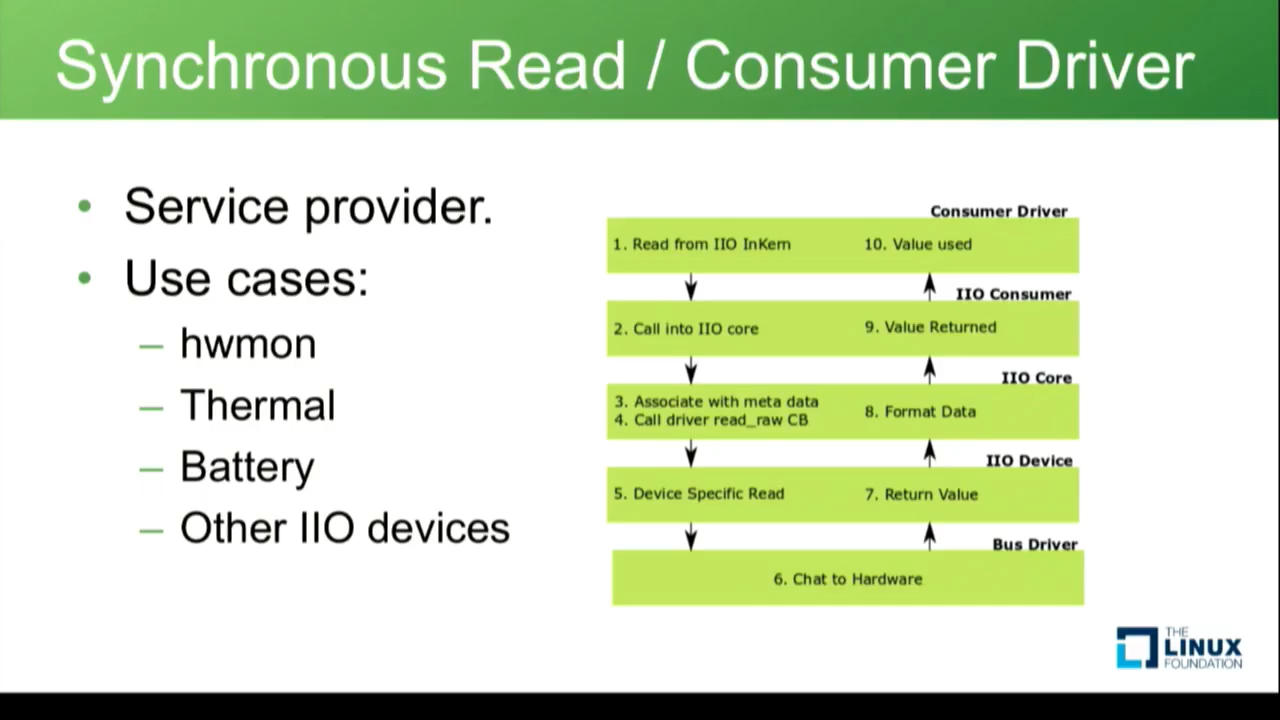 Synchronous Read / Consumer Driver
• Service provider.
• Use cases:
– hwmon
– Thermal
– Battery
– Other IIO devices
Consumer Driver
1. Read from IIO InKern
10. Value used
IIO Consumer
2. Call into IIO core
9. Value Returned
IIO Core
3. Associate with meta data
4. Call driver read_raw CB
8. Format Data
IIO Device
5. Device Specific Read
7. Return Value
Bus Driver
6. Chat to Hardware
THE
LINUX
FOUNDATION